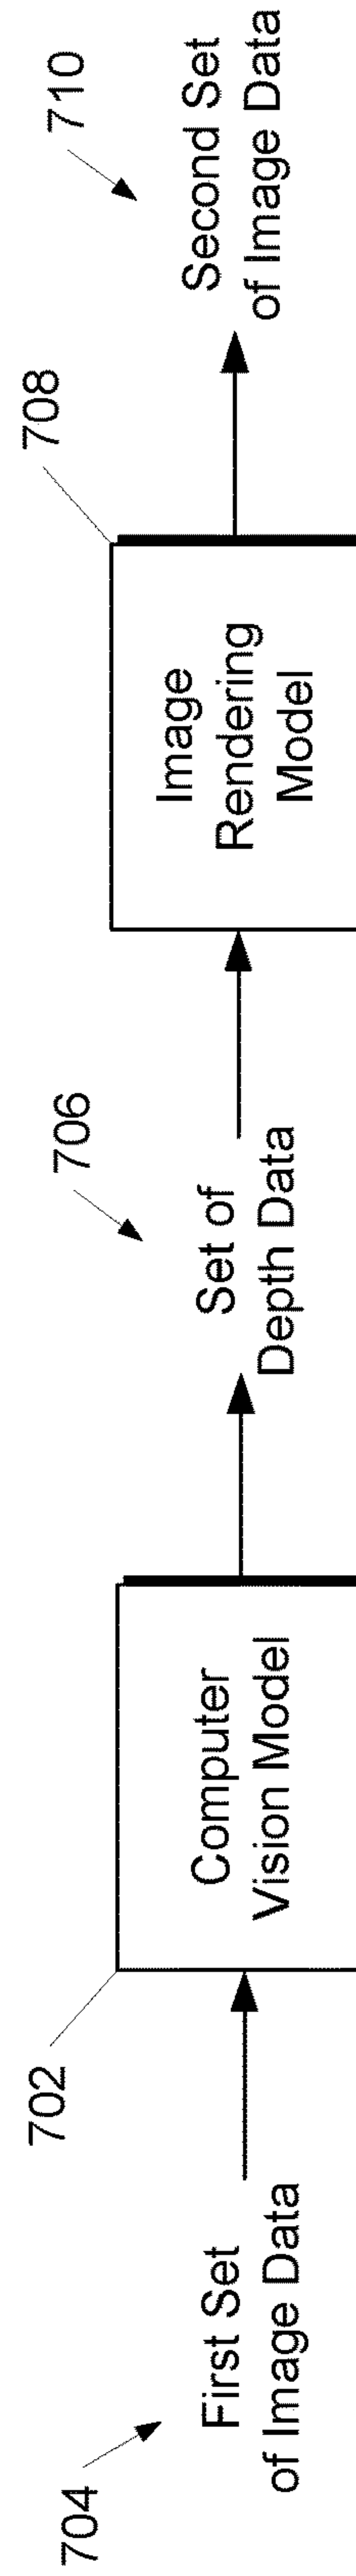 704
First Set
of Image Data
702
Computer
Vision Model
706
Set of
Depth Data
708
Image
Rendering
Model
710
Second Set
of Image Data